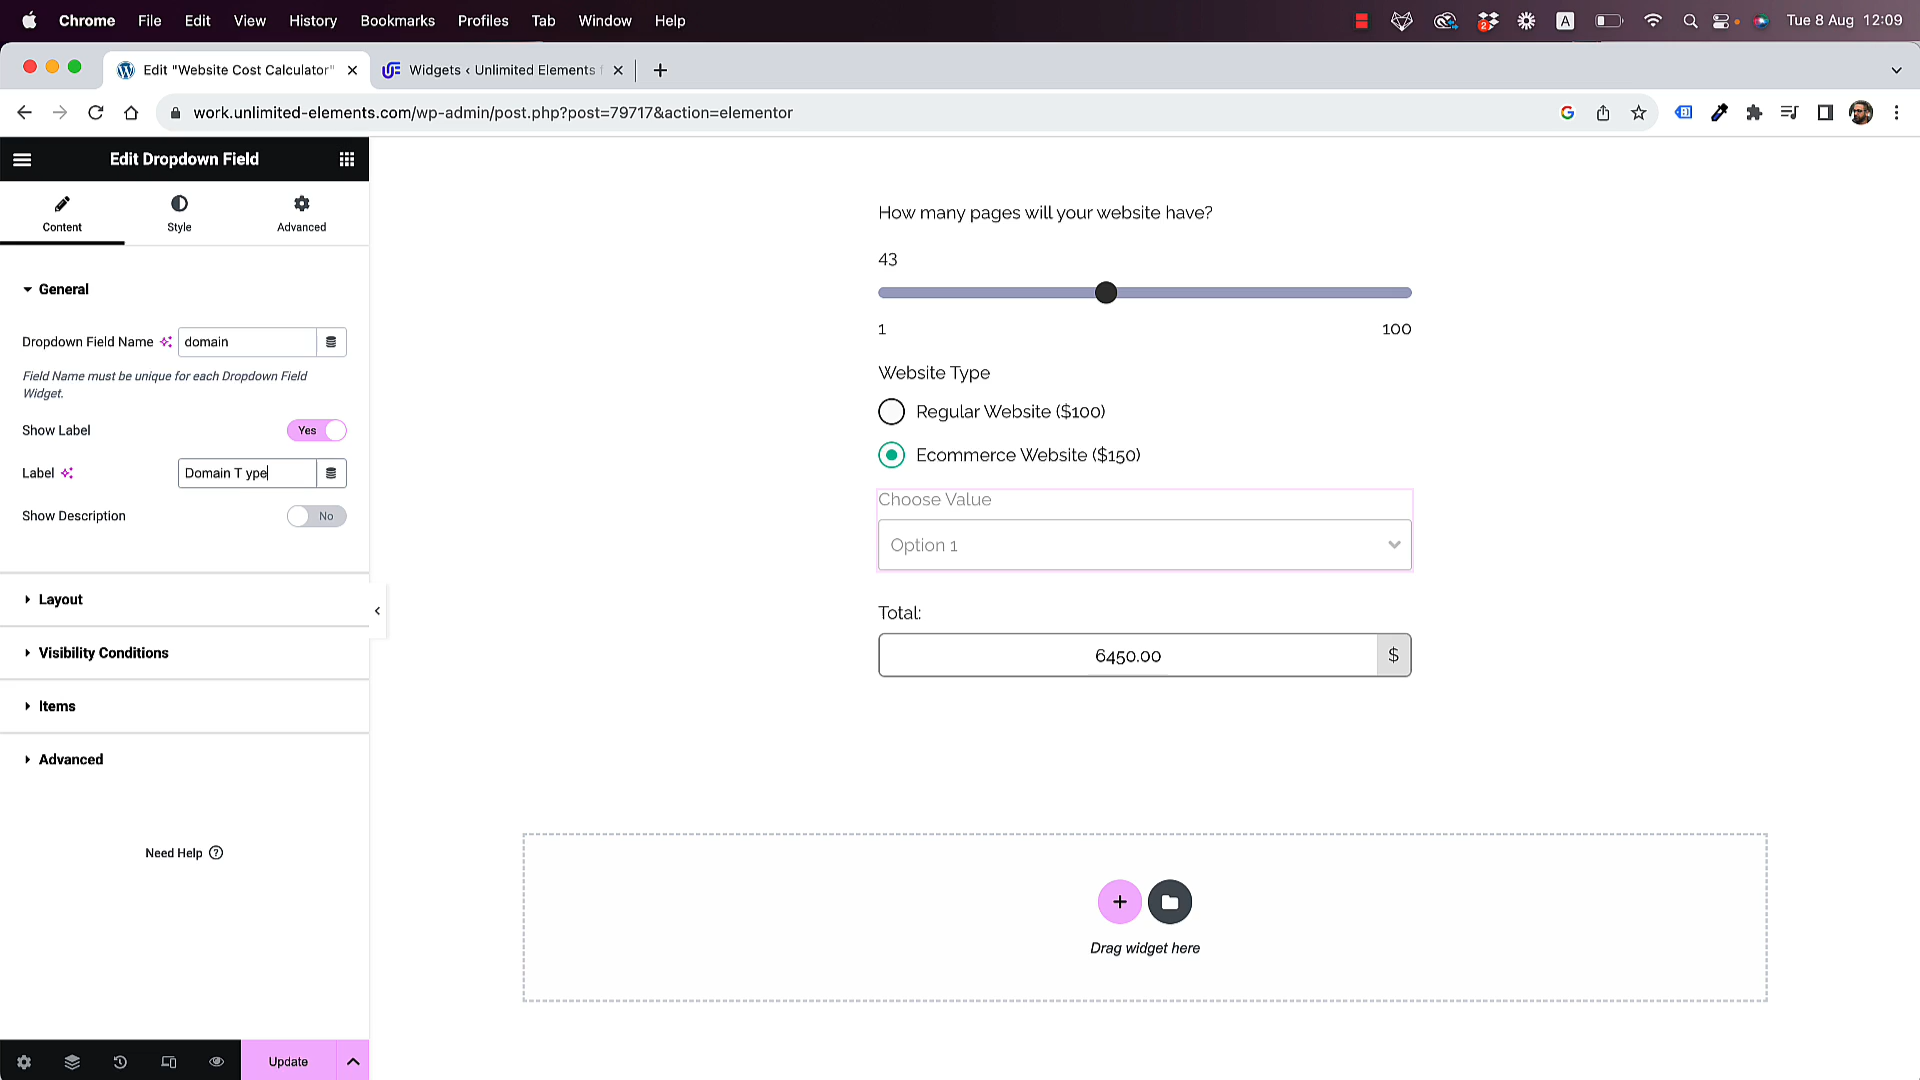 Chrome File Edit View History Bookmarks Profiles Tab Window Help 2 A Tue 8 Aug 12:09
Edit "Website Cost Calculator" Widgets ‹ Unlimited Elements f
work.unlimited-elements.com/wp-admin/post.php?post=79717&action=elementor
Edit Dropdown Field
Content Style Advanced
General
Dropdown Field Name domain
Field Name must be unique for each Dropdown Field
Widget.
Show Label Yes
Label Domain T ype
Show Description No
Layout
Visibility Conditions
Items
Advanced
Need Help ?
Update
How many pages will your website have?
43
1 100
Website Type
Regular Website ($100)
Ecommerce Website ($150)
Choose Value
Option 1
Total:
6450.00 $
Drag widget here